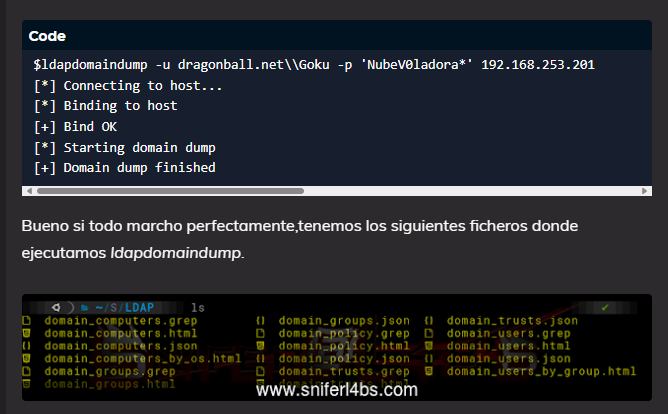 Code
$ldapdomaindump -u dragonball.net\\Goku -p 'NubeV0ladora*' 192.168.253.201
[*] Connecting to host...
[*] Binding to host
[+] Bind OK
[*] Starting domain dump
[+] Domain dump finished
Bueno si todo marcho perfectamente,tenemos los siguientes ficheros donde
ejecutamos ldapdomaindump.
~/S/LDAP ls
domain_computers.grep domain_groups.json domain_trusts.json
domain_computers.html domain_policy.grep domain_users.grep
domain_computers.json domain_policy.html domain_users.html
domain_computers_by_os.html domain_policy.json domain_users.json
domain_groups.grep domain_trusts.grep domain_users_by_group.html
domain_groups.html domain_trusts.html
www.sniferl4bs.com